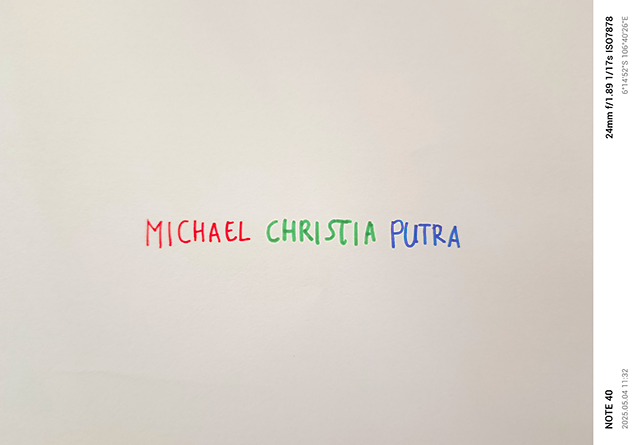 MICHAEL CHRISTIA PUTRA
24mm f/1.89 1/17s ISO7878
6°14'52"S 106°40'26"E
NOTE 40
2025.05.04 11:32